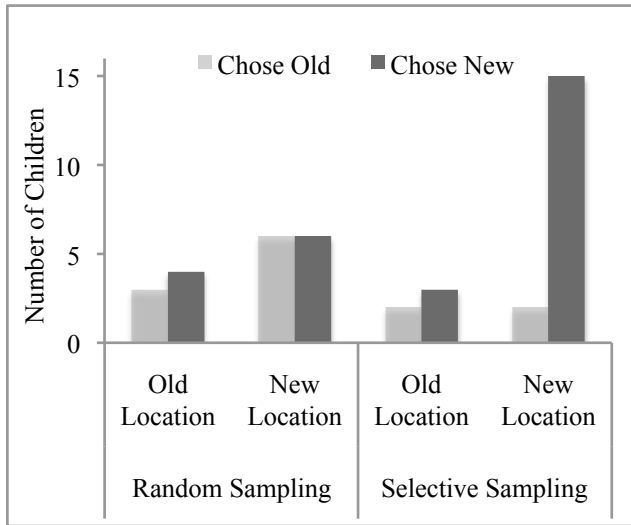 Chose Old Chose New
Number of Children
15
10
5
0
Old Location New Location Old Location New Location
Random Sampling Selective Sampling